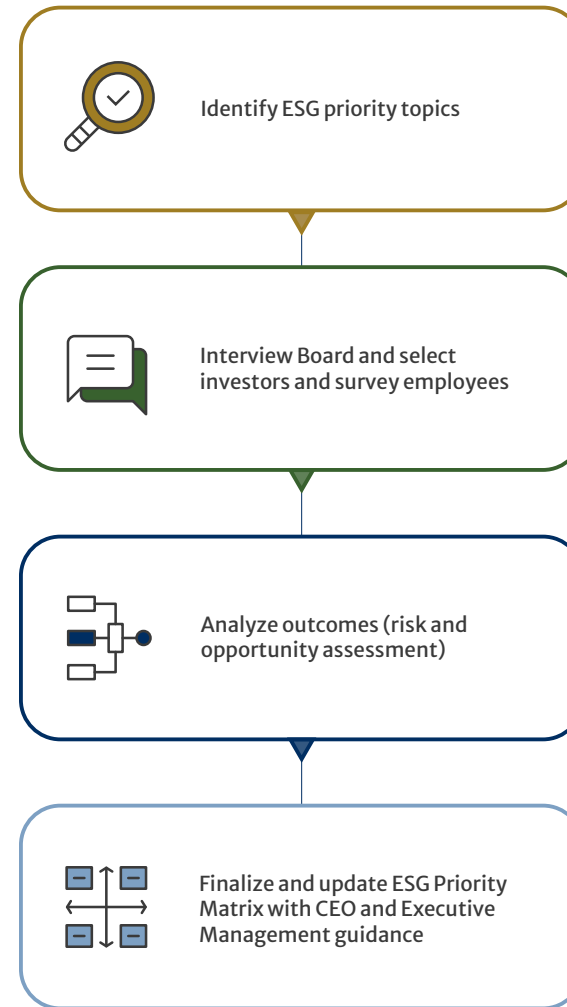 Identify ESG priority topics
Interview Board and select
investors and survey employees
Analyze outcomes (risk and
opportunity assessment)
Finalize and update ESG Priority
Matrix with CEO and Executive
Management guidance